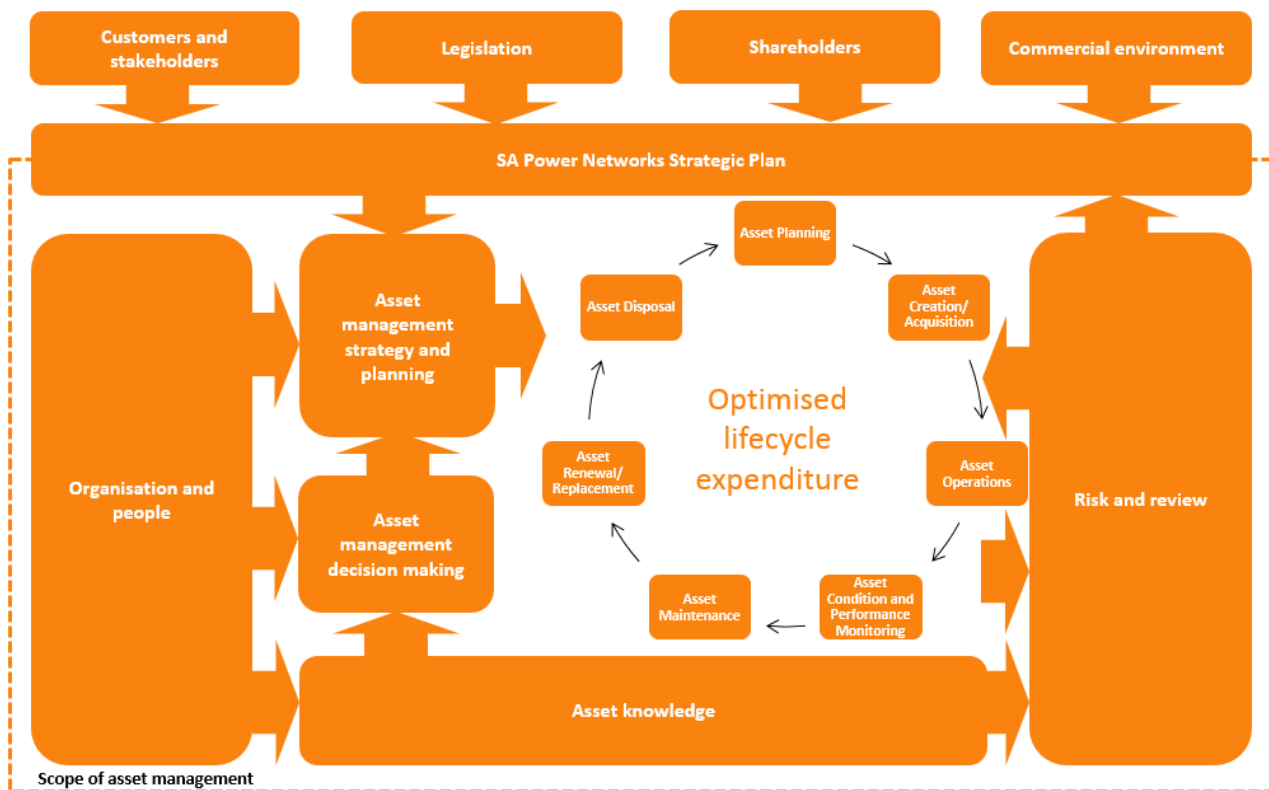 Customers and
stakeholders
Legislation
Shareholders
Commercial environment
SA Power Networks Strategic Plan
Organisation and
people
Asset
management
strategy and
planning
Asset
management
decision making
Asset Planning
Asset
Creation/
Acquisition
Asset
Operations
Asset
Condition and
Performance
Monitoring
Asset
Maintenance
Asset
Renewal/
Replacement
Asset Disposal
Optimised
lifecycle
expenditure
Risk and review
Asset knowledge
Scope of asset management